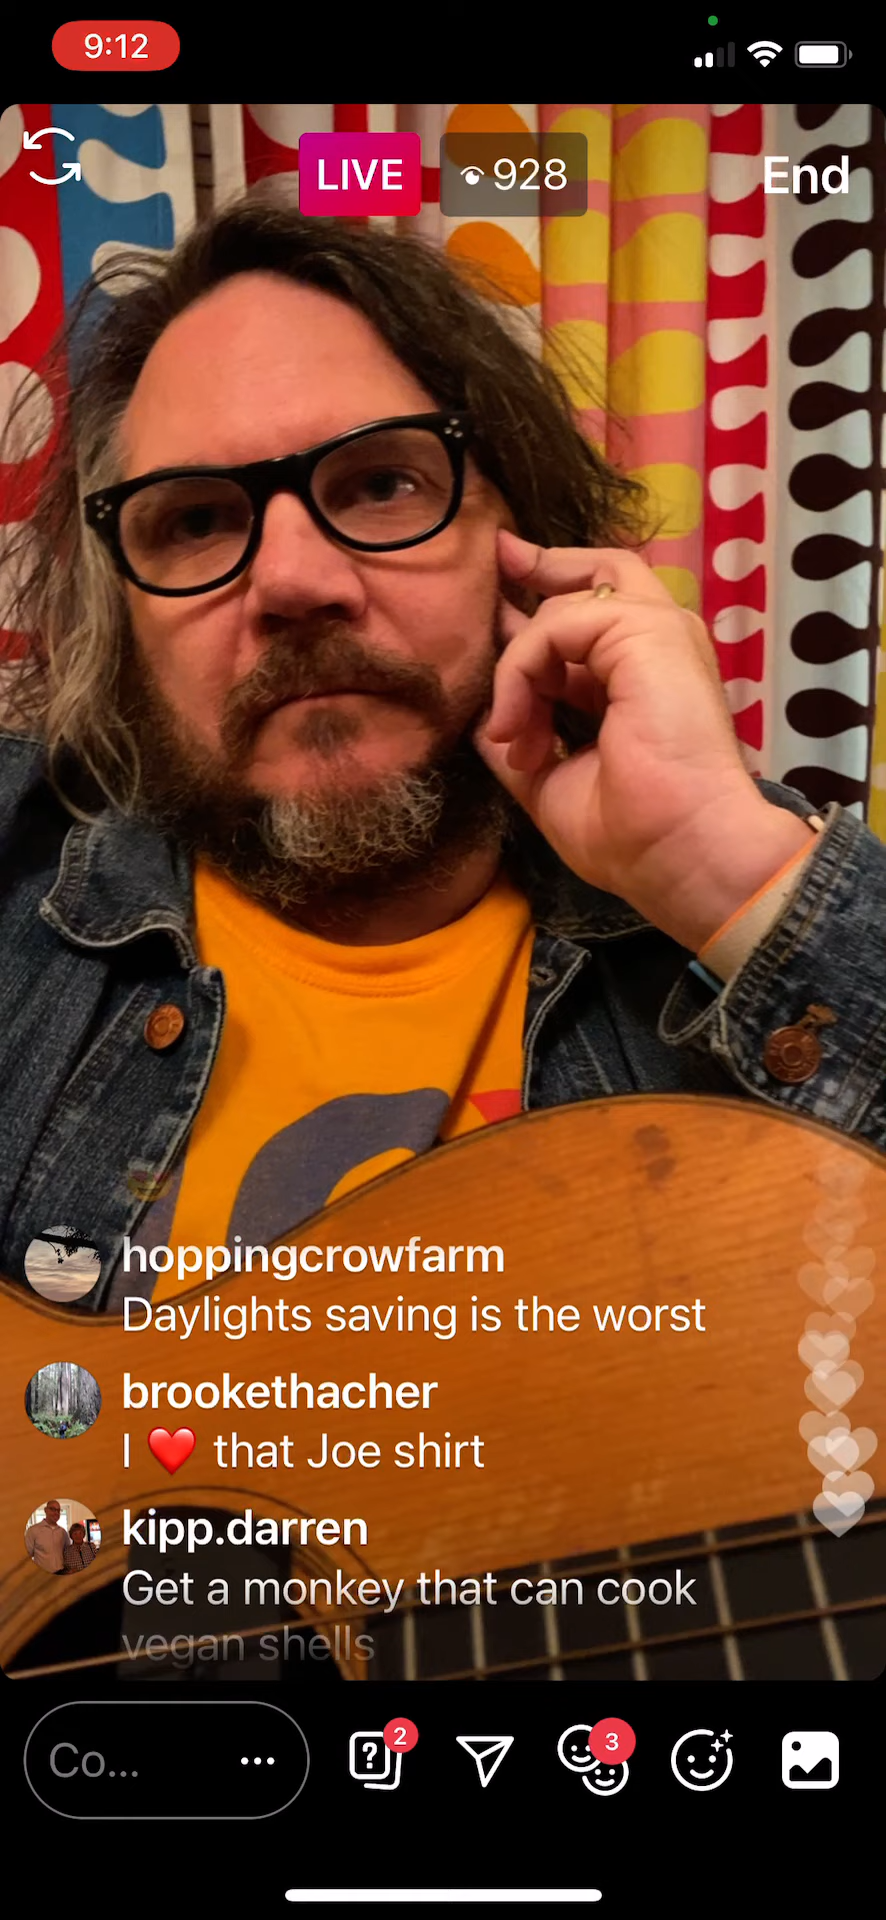 9:12
LIVE
928
End
hoppingcrowfarm
Daylights saving is the worst
brookethacher
I ❤️ that Joe shirt
kipp.darren
Get a monkey that can cook
vegan shells
Co...
2
3